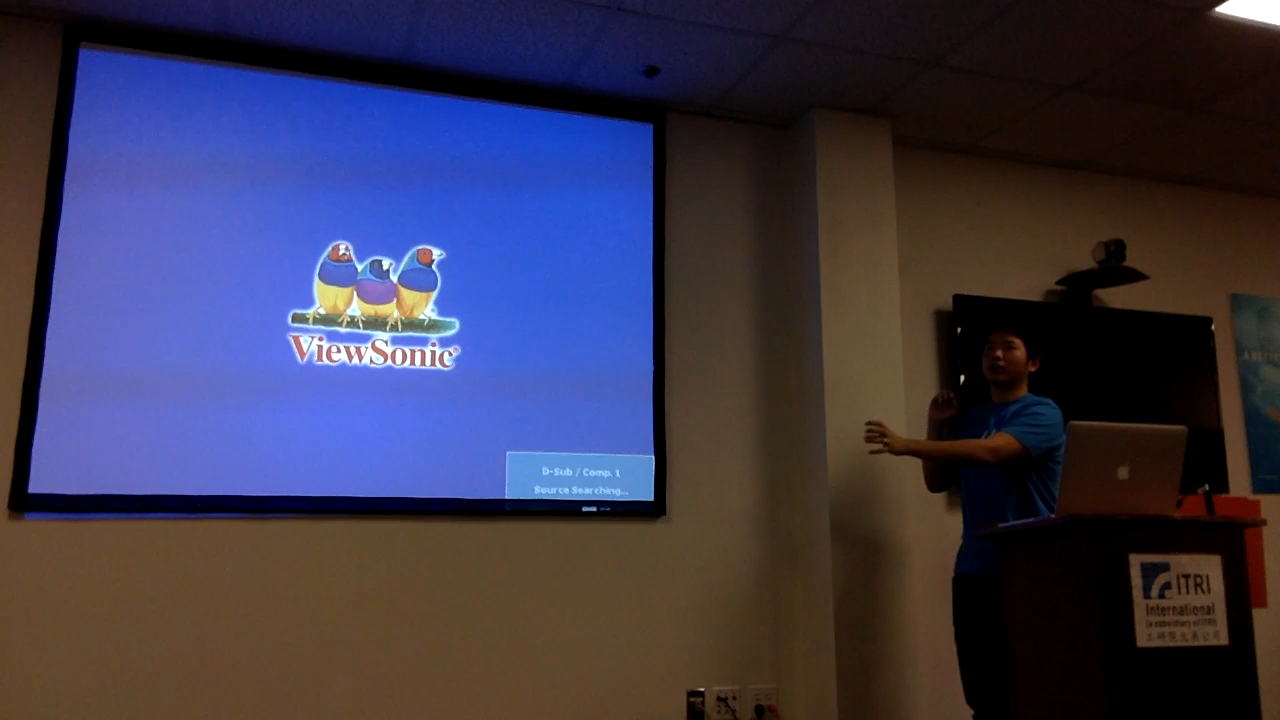 ViewSonic®
D-Sub / Comp. 1
Source Searching...
ITRI
International
(a subsidiary of ITRI)
工研院北美公司